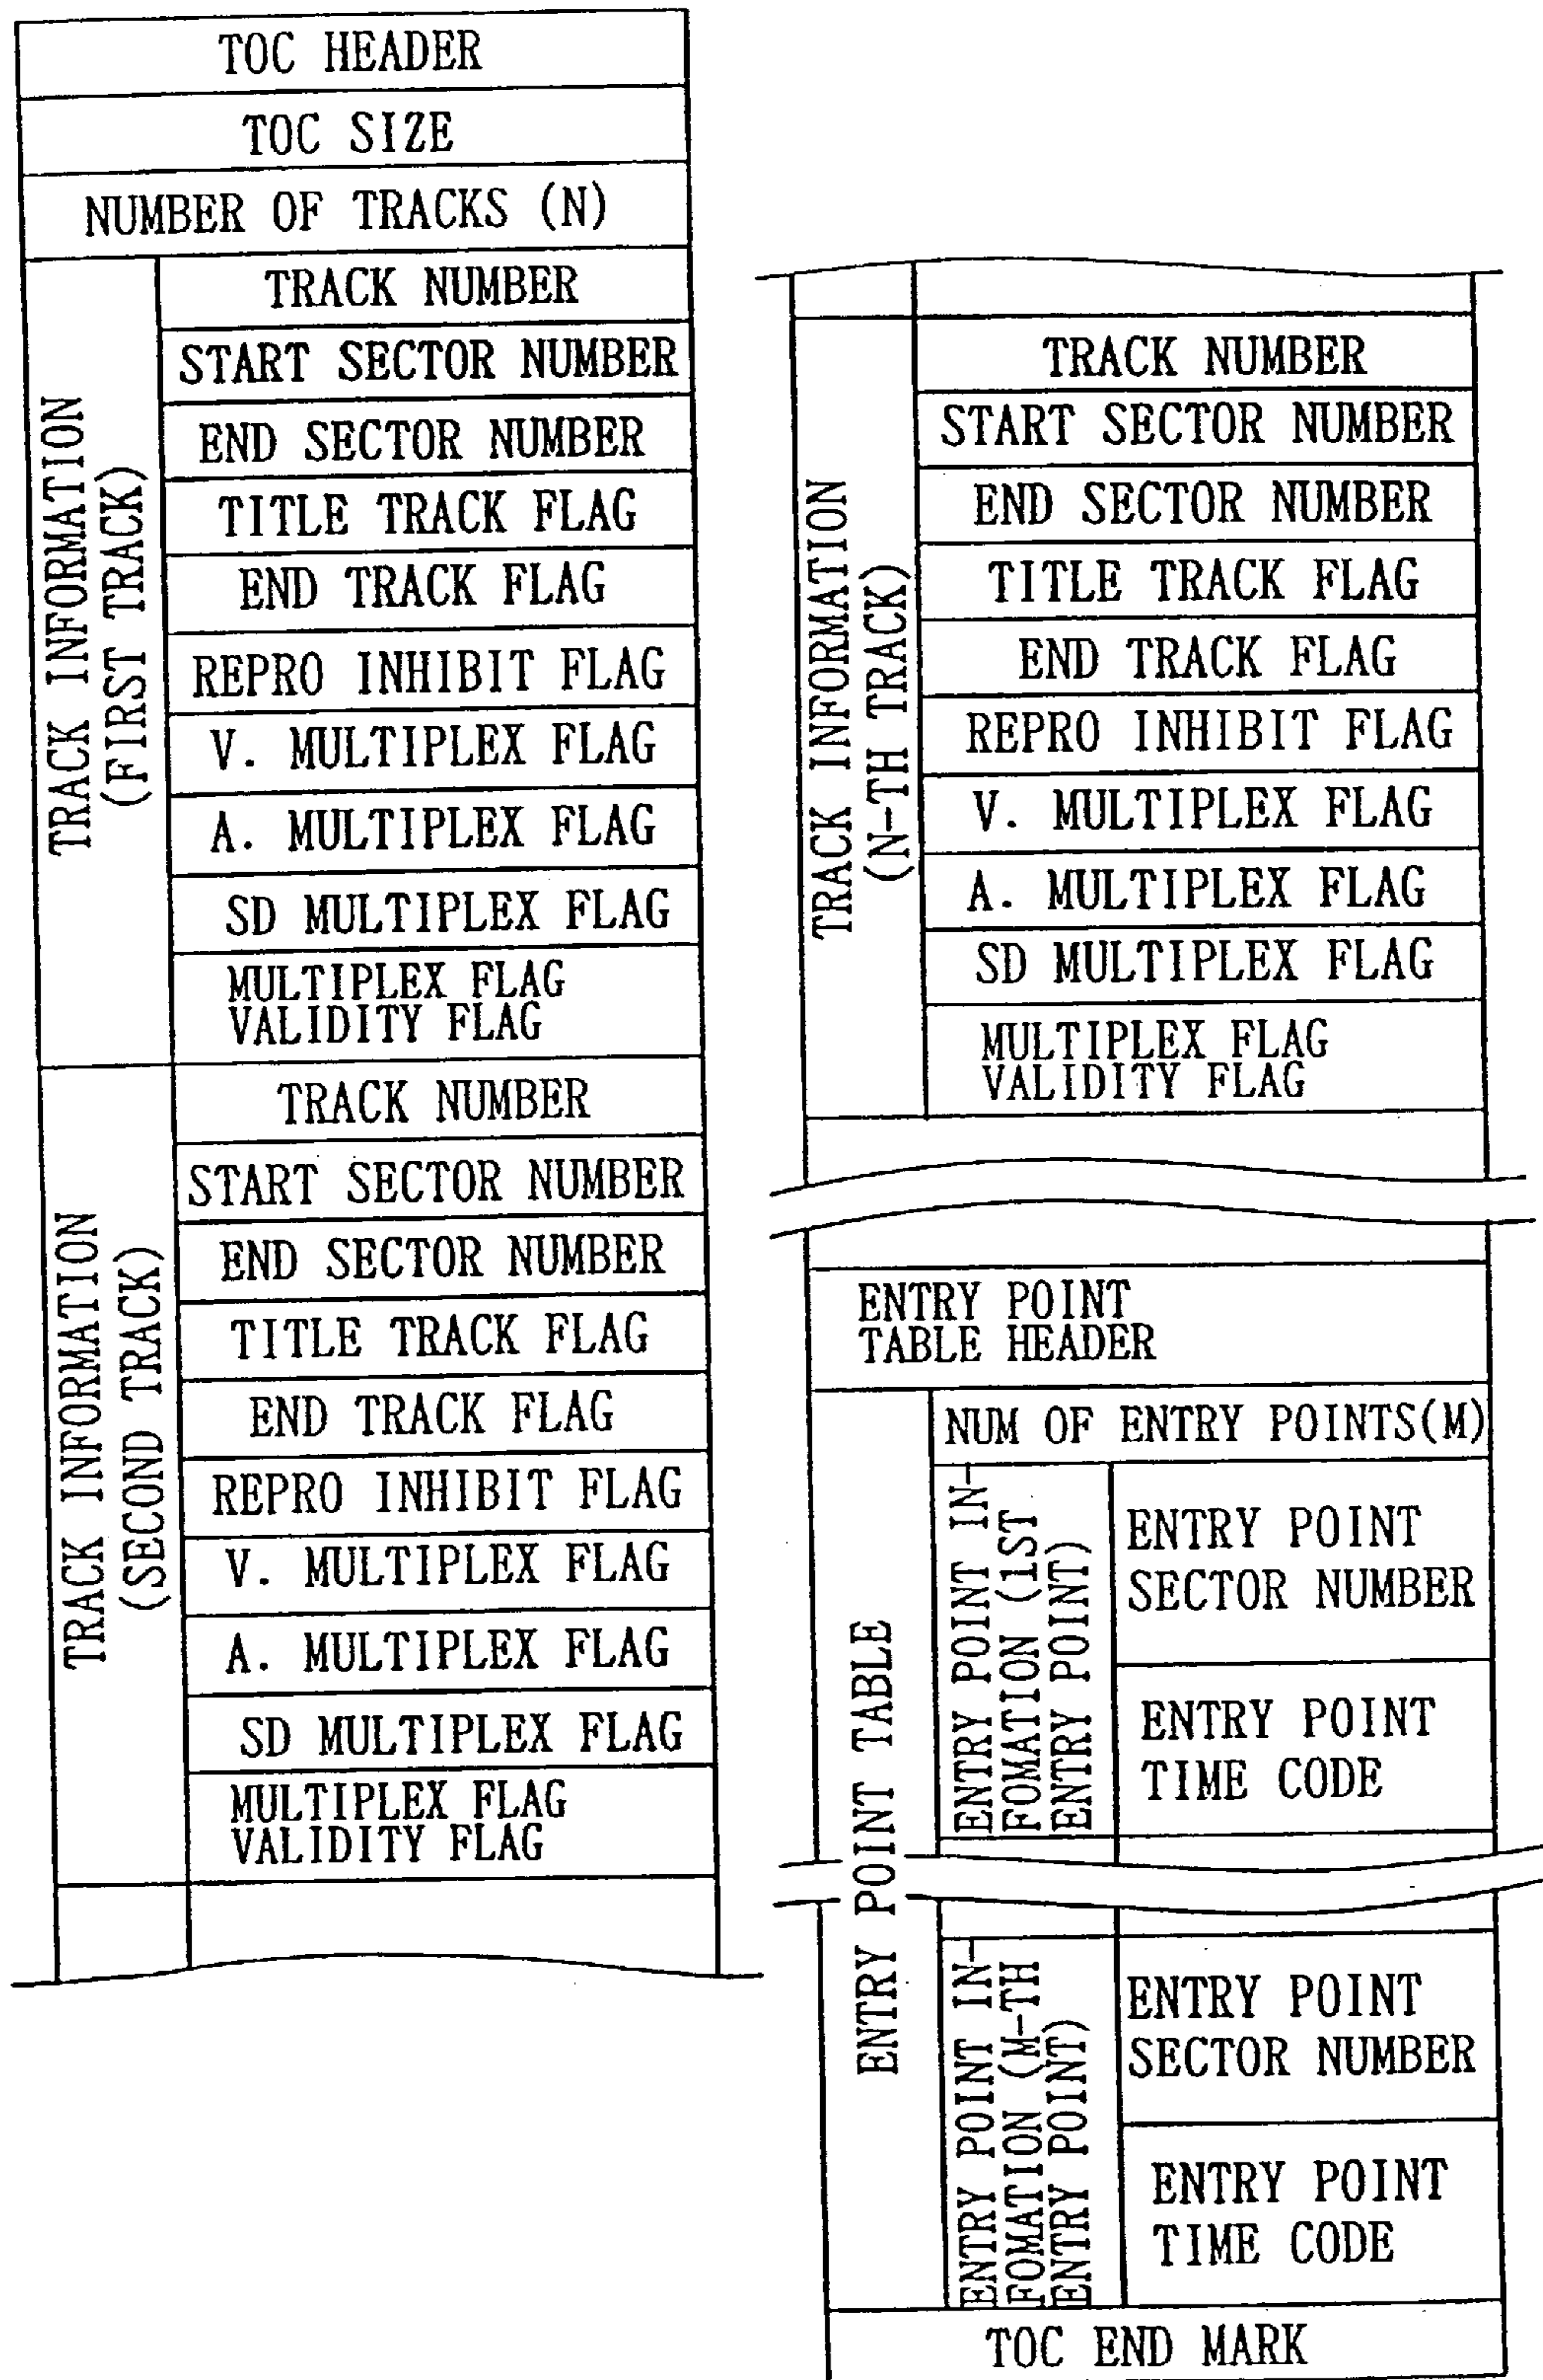 TOC HEADER
TOC SIZE
NUMBER OF TRACKS (N)
TRACK INFORMATION
(FIRST TRACK)
TRACK NUMBER
START SECTOR NUMBER
END SECTOR NUMBER
TITLE TRACK FLAG
END TRACK FLAG
REPRO INHIBIT FLAG
V. MULTIPLEX FLAG
A. MULTIPLEX FLAG
SD MULTIPLEX FLAG
MULTIPLEX FLAG
VALIDITY FLAG
TRACK INFORMATION
(SECOND TRACK)
TRACK NUMBER
START SECTOR NUMBER
END SECTOR NUMBER
TITLE TRACK FLAG
END TRACK FLAG
REPRO INHIBIT FLAG
V. MULTIPLEX FLAG
A. MULTIPLEX FLAG
SD MULTIPLEX FLAG
MULTIPLEX FLAG
VALIDITY FLAG
TRACK INFORMATION
(N-TH TRACK)
TRACK NUMBER
START SECTOR NUMBER
END SECTOR NUMBER
TITLE TRACK FLAG
END TRACK FLAG
REPRO INHIBIT FLAG
V. MULTIPLEX FLAG
A. MULTIPLEX FLAG
SD MULTIPLEX FLAG
MULTIPLEX FLAG
VALIDITY FLAG
ENTRY POINT
TABLE HEADER
ENTRY POINT TABLE
NUM OF ENTRY POINTS(M)
ENTRY POINT IN-
FOMATION (1ST
ENTRY POINT)
ENTRY POINT
SECTOR NUMBER
ENTRY POINT
TIME CODE
ENTRY POINT IN-
FOMATION (M-TH
ENTRY POINT)
ENTRY POINT
SECTOR NUMBER
ENTRY POINT
TIME CODE
TOC END MARK